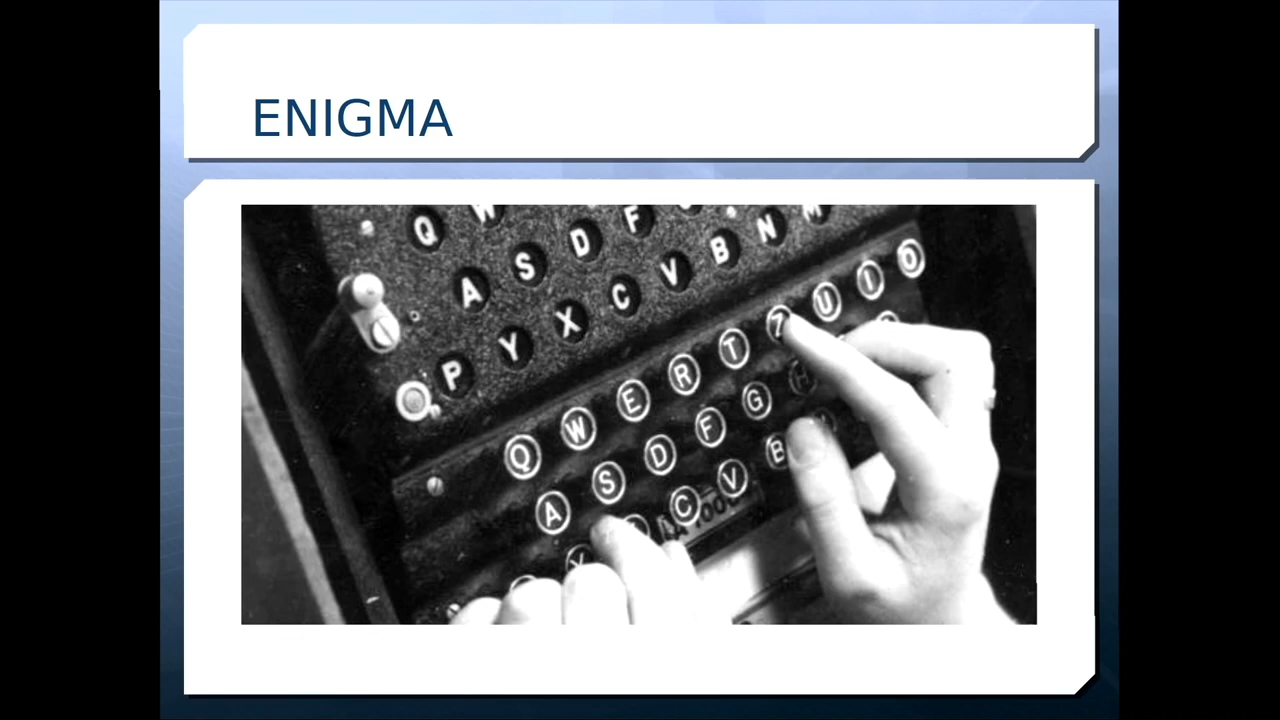 ENIGMA
Q W D F
A S D F
P Y X C V B N M
Q W E R T Z U I O
A S D F G H
Y X C V B